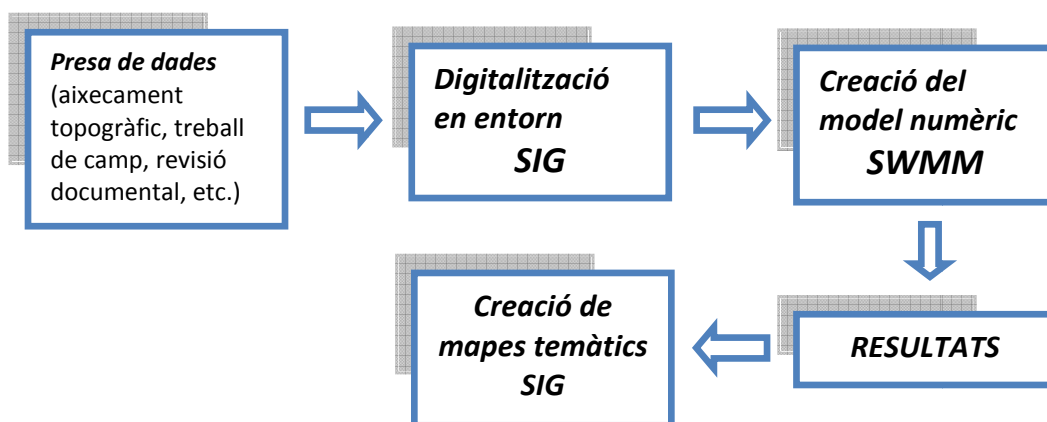 Presa de dades
(aixecament
topogràfic, treball
de camp, revisió
documental, etc.)
Digitalització
en entorn
SIG
Creació del
model numèric
SWMM
RESULTATS
Creació de
mapes temàtics
SIG